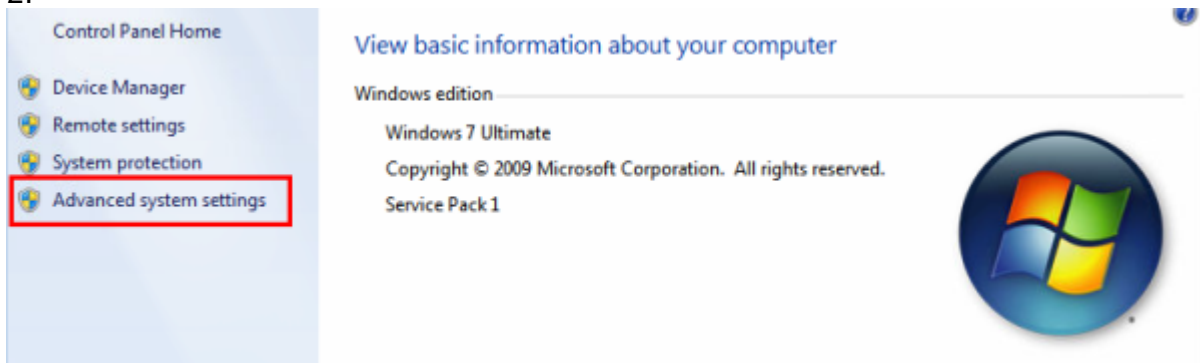 2.
Control Panel Home
Device Manager
Remote settings
System protection
Advanced system settings
?
View basic information about your computer
Windows edition
Windows 7 Ultimate
Copyright © 2009 Microsoft Corporation. All rights reserved.
Service Pack 1